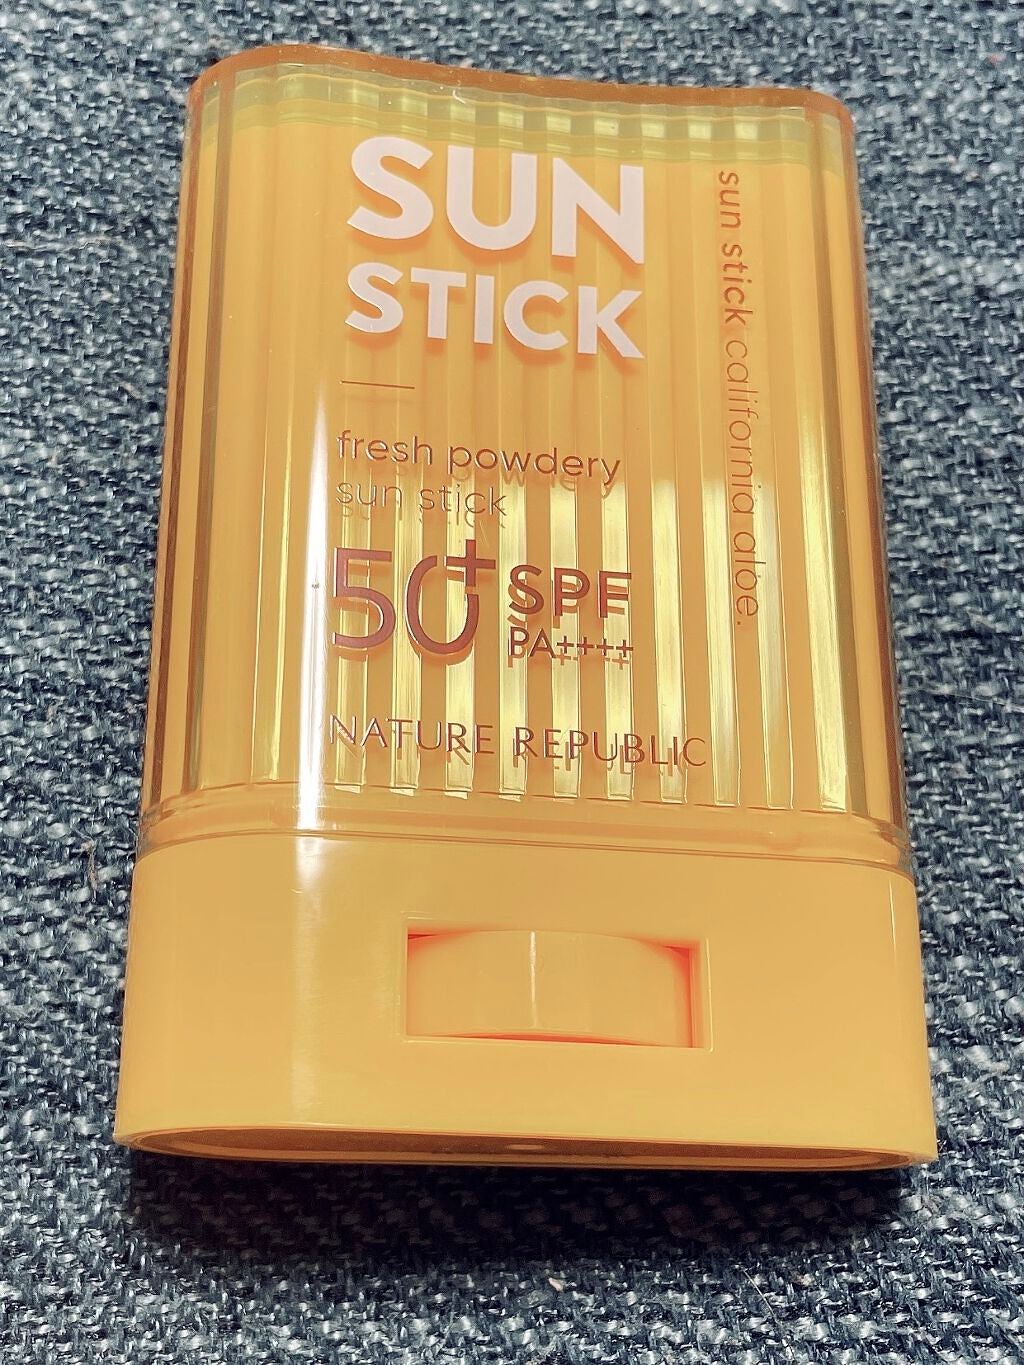 SUN
STICK
fresh powdery
sun stick
50+ SPF
PA++++
NATURE REPUBLIC
sun stick california aloe.